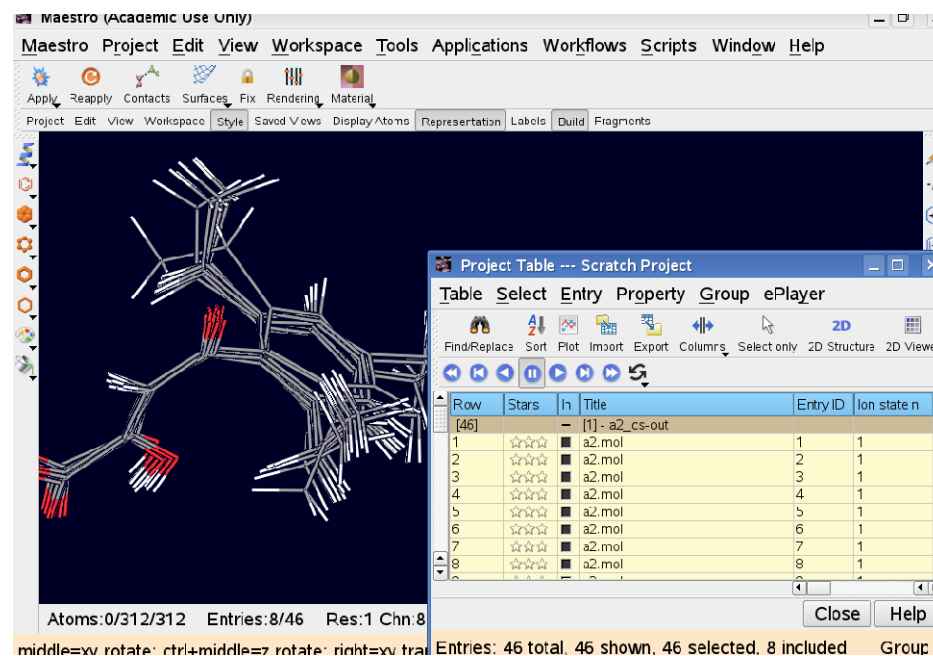 Maestro (Academic Use Only)
Maestro Project Edit View Workspace Tools Applications Workflows Scripts Window Help
Apply Reapply Contacts Surfaces Fix Rendering Material
Project Edit View Workspace Style Saved Views Display Atoms Representation Labels Build Fragments
Project Table --- Scratch Project
Table Select Entry Property Group ePlayer
2D
Find/Replace Sort Plot Import Export Columns Select only 2D Structure 2D Viewe
Row Stars In Title Entry ID Ion state n
[46] − [1] - a2_cs-out
1 a2.mol 1 1
2 a2.mol 2 1
3 a2.mol 3 1
4 a2.mol 4 1
5 a2.mol 5 1
6 a2.mol 6 1
7 a2.mol 7 1
8 a2.mol 8 1
Close Help
Atoms:0/312/312 Entries:8/46 Res:1 Chn:8
middle=xy rotate; ctrl+middle=z rotate; right=xy tra
Entries: 46 total, 46 shown, 46 selected, 8 included Group